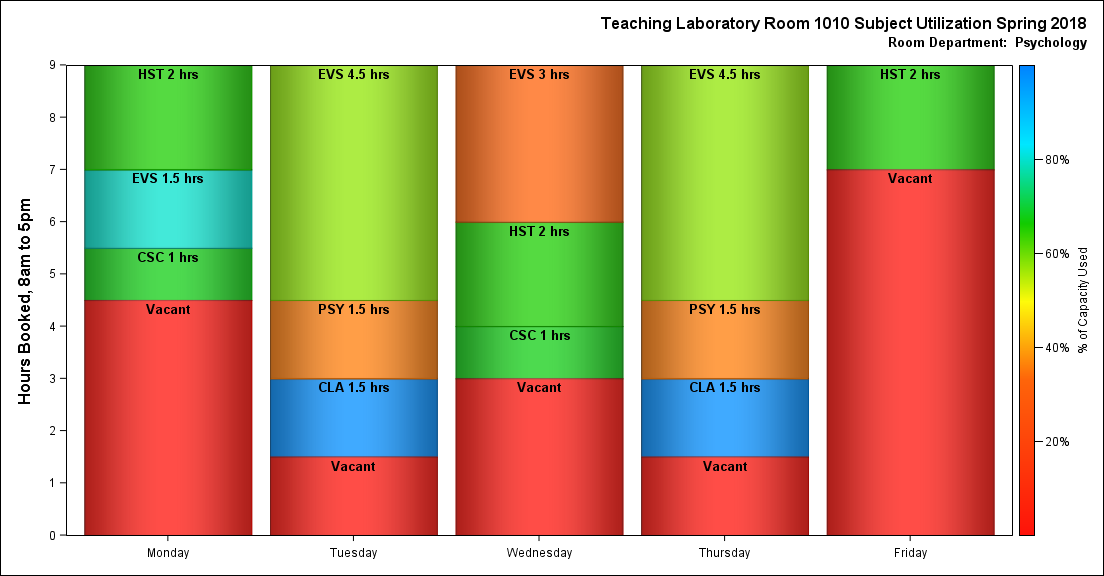 Teaching Laboratory Room 1010 Subject Utilization Spring 2018
Room Department:  Psychology
Hours Booked, 8am to 5pm
9
8
7
6
5
4
3
2
1
0
HST 2 hrs
EVS 1.5 hrs
CSC 1 hrs
Vacant
EVS 4.5 hrs
PSY 1.5 hrs
CLA 1.5 hrs
Vacant
EVS 3 hrs
HST 2 hrs
CSC 1 hrs
Vacant
EVS 4.5 hrs
PSY 1.5 hrs
CLA 1.5 hrs
Vacant
HST 2 hrs
Vacant
Monday
Tuesday
Wednesday
Thursday
Friday
80%
60%
40%
20%
% of Capacity Used